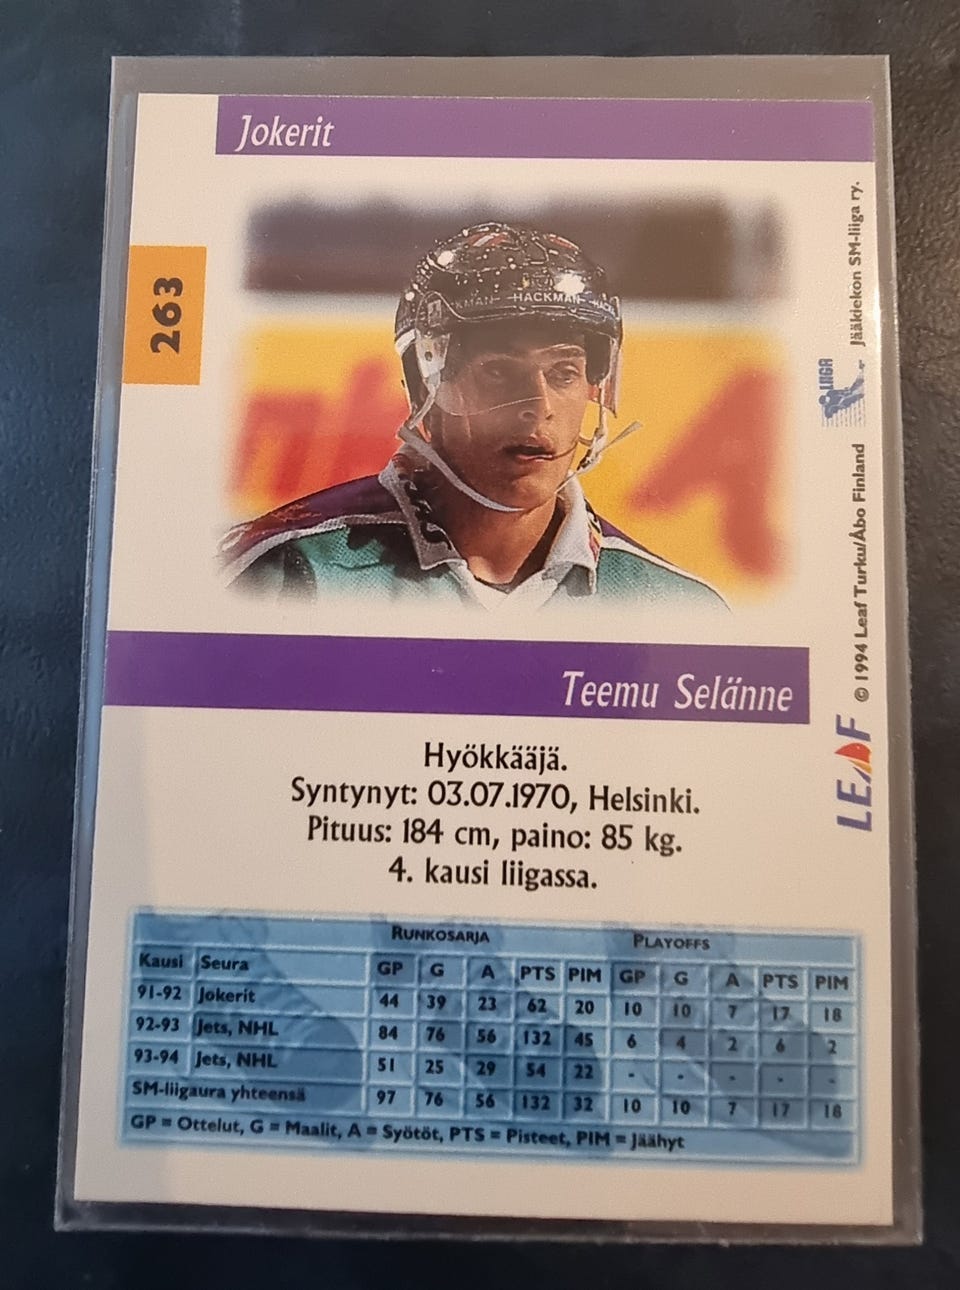 Jokerit
263
HACKMAN
LIIGA
Jääkiekon SM-liiga ry.
© 1994 Leaf Turku/Åbo Finland
LEAF
Teemu Selänne
Hyökkääjä.
Syntynyt: 03.07.1970, Helsinki.
Pituus: 184 cm, paino: 85 kg.
4. kausi liigassa.
RUNKOSARJA PLAYOFFS
Kausi Seura GP G A PTS PIM GP G A PTS PIM
91-92 Jokerit 44 39 23 62 20 10 10 7 17 18
92-93 Jets, NHL 84 76 56 132 45 6 4 2 6 2
93-94 Jets, NHL 51 25 29 54 22 - - - - -
SM-liigaura yhteensä 97 76 56 132 32 10 10 7 17 18
GP = Ottelut, G = Maalit, A = Syötöt, PTS = Pisteet, PIM = Jäähyt